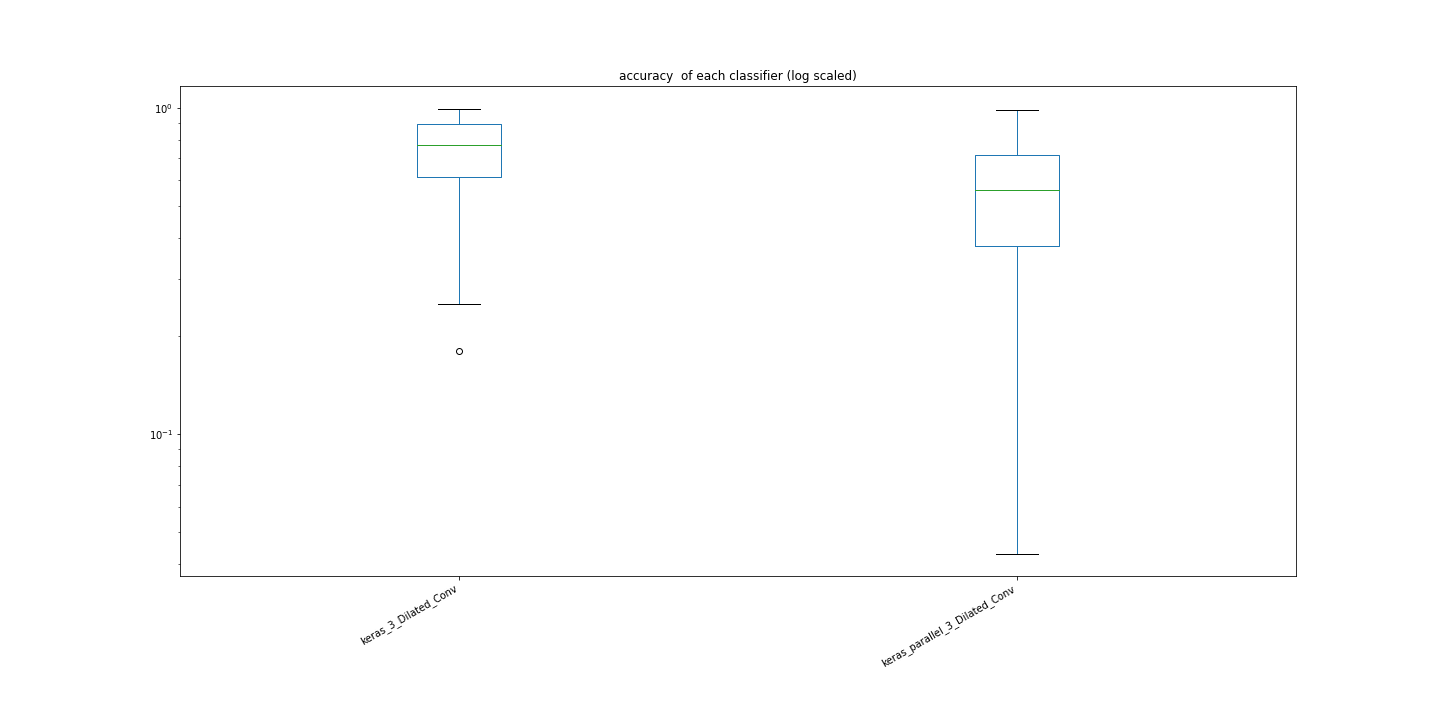 accuracy  of each classifier (log scaled)
10⁰
10⁻¹
keras_3_Dilated_Conv
keras_parallel_3_Dilated_Conv